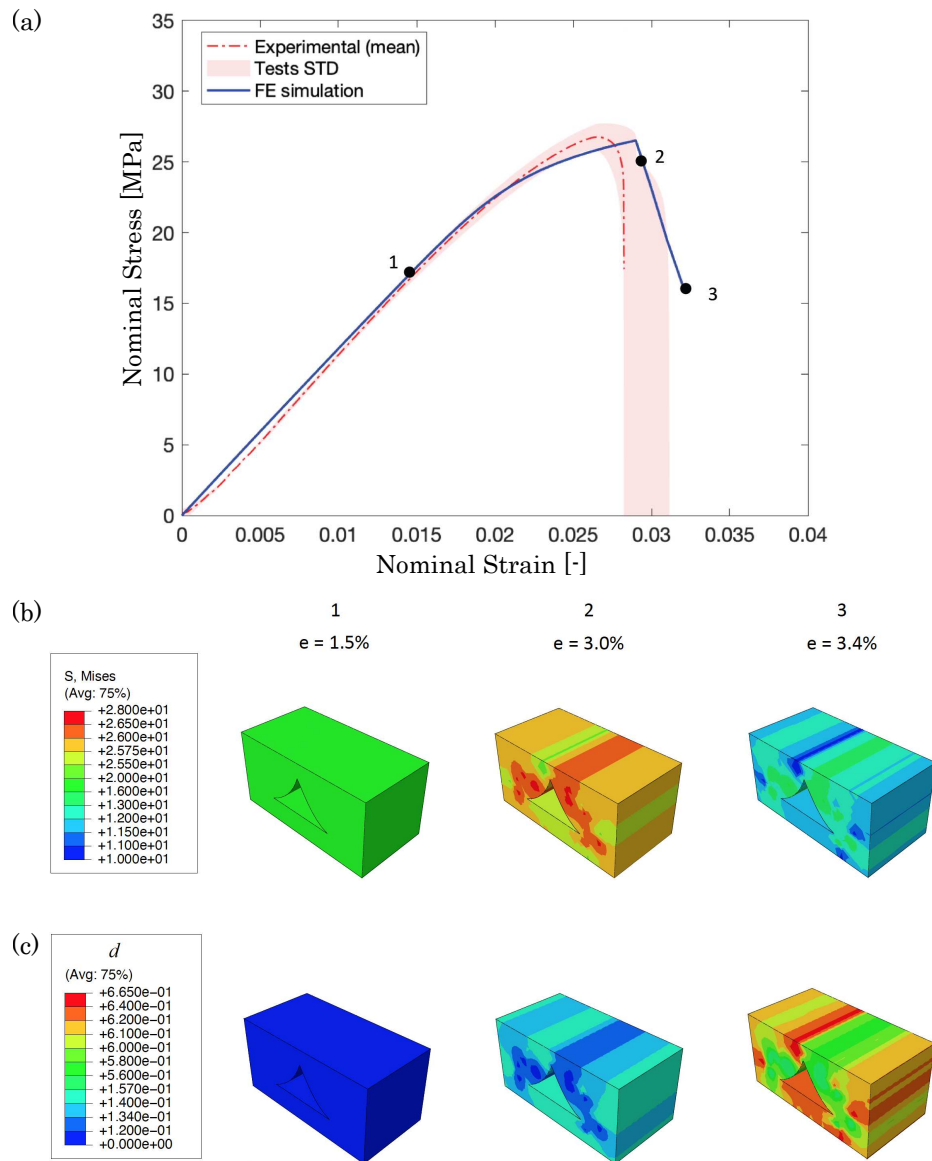 (a)
35
30
25
20
15
10
5
0
Nominal Stress [MPa]
Experimental (mean)
Tests STD
FE simulation
1
2
3
0 0.005 0.01 0.015 0.02 0.025 0.03 0.035 0.04
Nominal Strain [-]
(b)
1 2 3
e = 1.5% e = 3.0% e = 3.4%
S, Mises
(Avg: 75%)
+2.800e+01
+2.650e+01
+2.600e+01
+2.575e+01
+2.550e+01
+2.000e+01
+1.600e+01
+1.300e+01
+1.200e+01
+1.150e+01
+1.100e+01
+1.000e+01
(c)
d
(Avg: 75%)
+6.650e−01
+6.400e−01
+6.200e−01
+6.100e−01
+6.000e−01
+5.800e−01
+5.600e−01
+1.570e−01
+1.400e−01
+1.340e−01
+1.200e−01
+0.000e+00